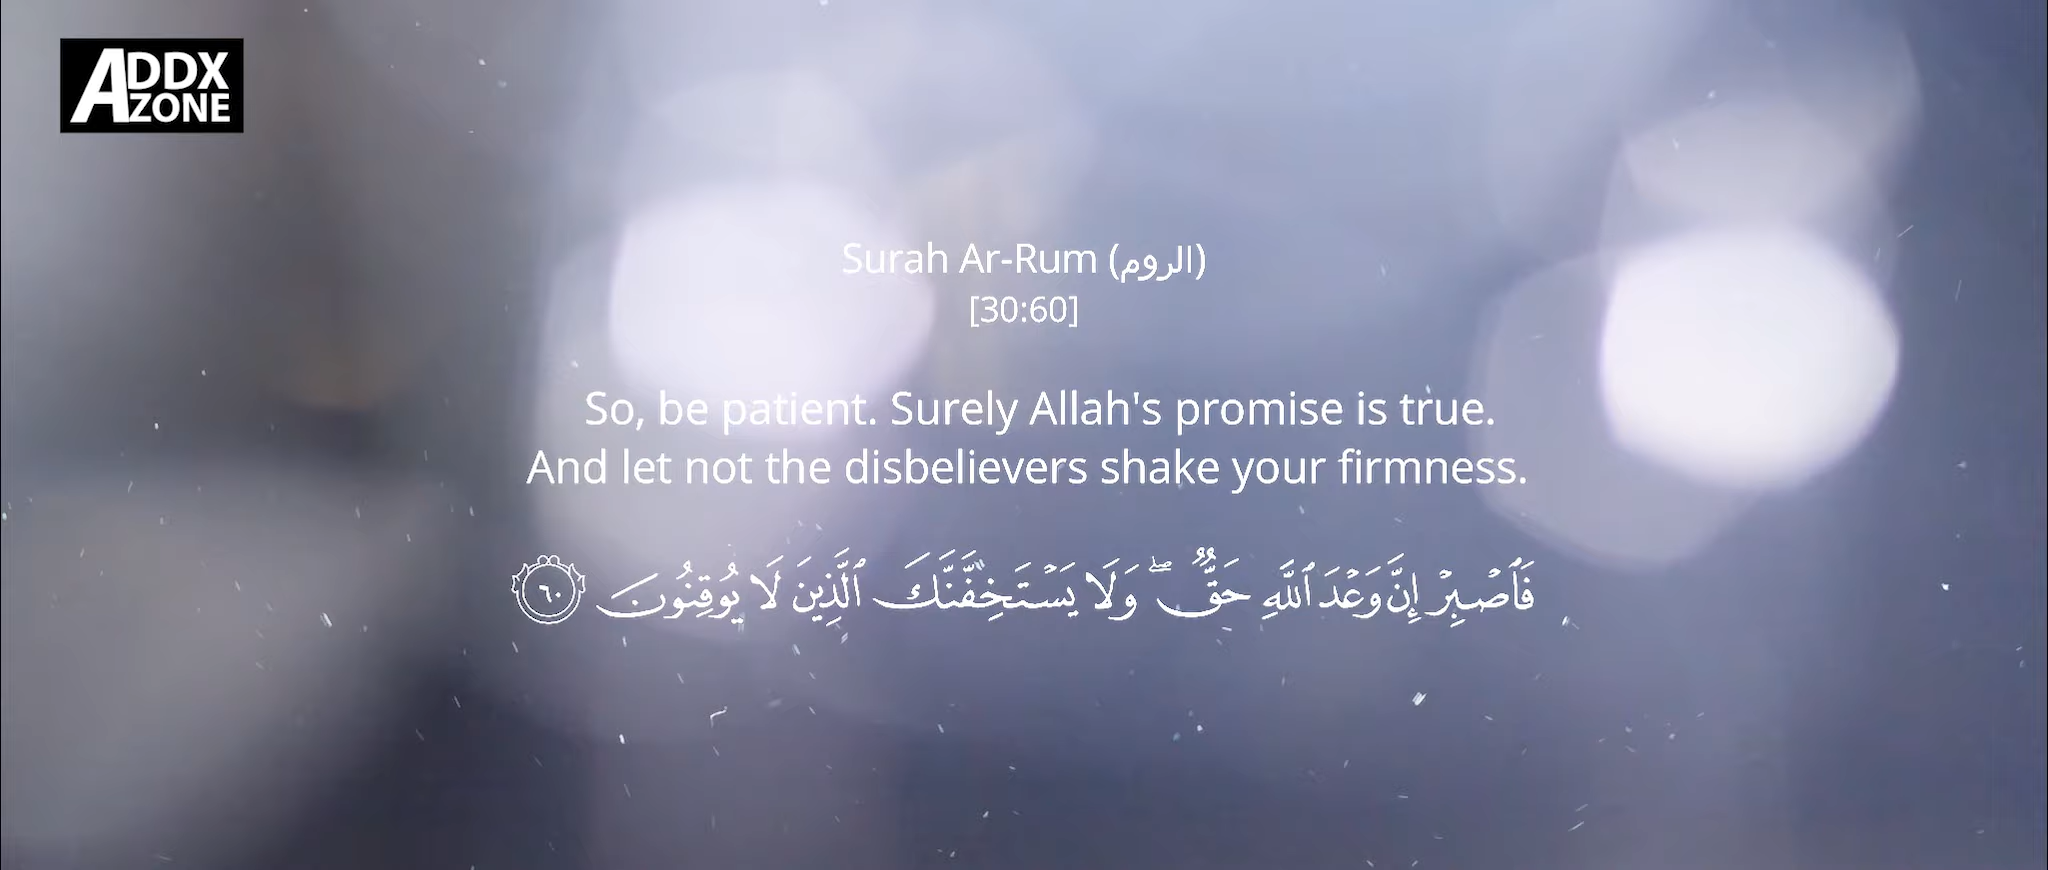 ADDX
ZONE
Surah Ar-Rum (الروم)
[30:60]
So, be patient. Surely Allah's promise is true.
And let not the disbelievers shake your firmness.
فَٱصۡبِرۡ إِنَّ وَعۡدَ ٱللَّهِ حَقّٞۖ وَلَا يَسۡتَخِفَّنَّكَ ٱلَّذِينَ لَا يُوقِنُونَ ٦٠